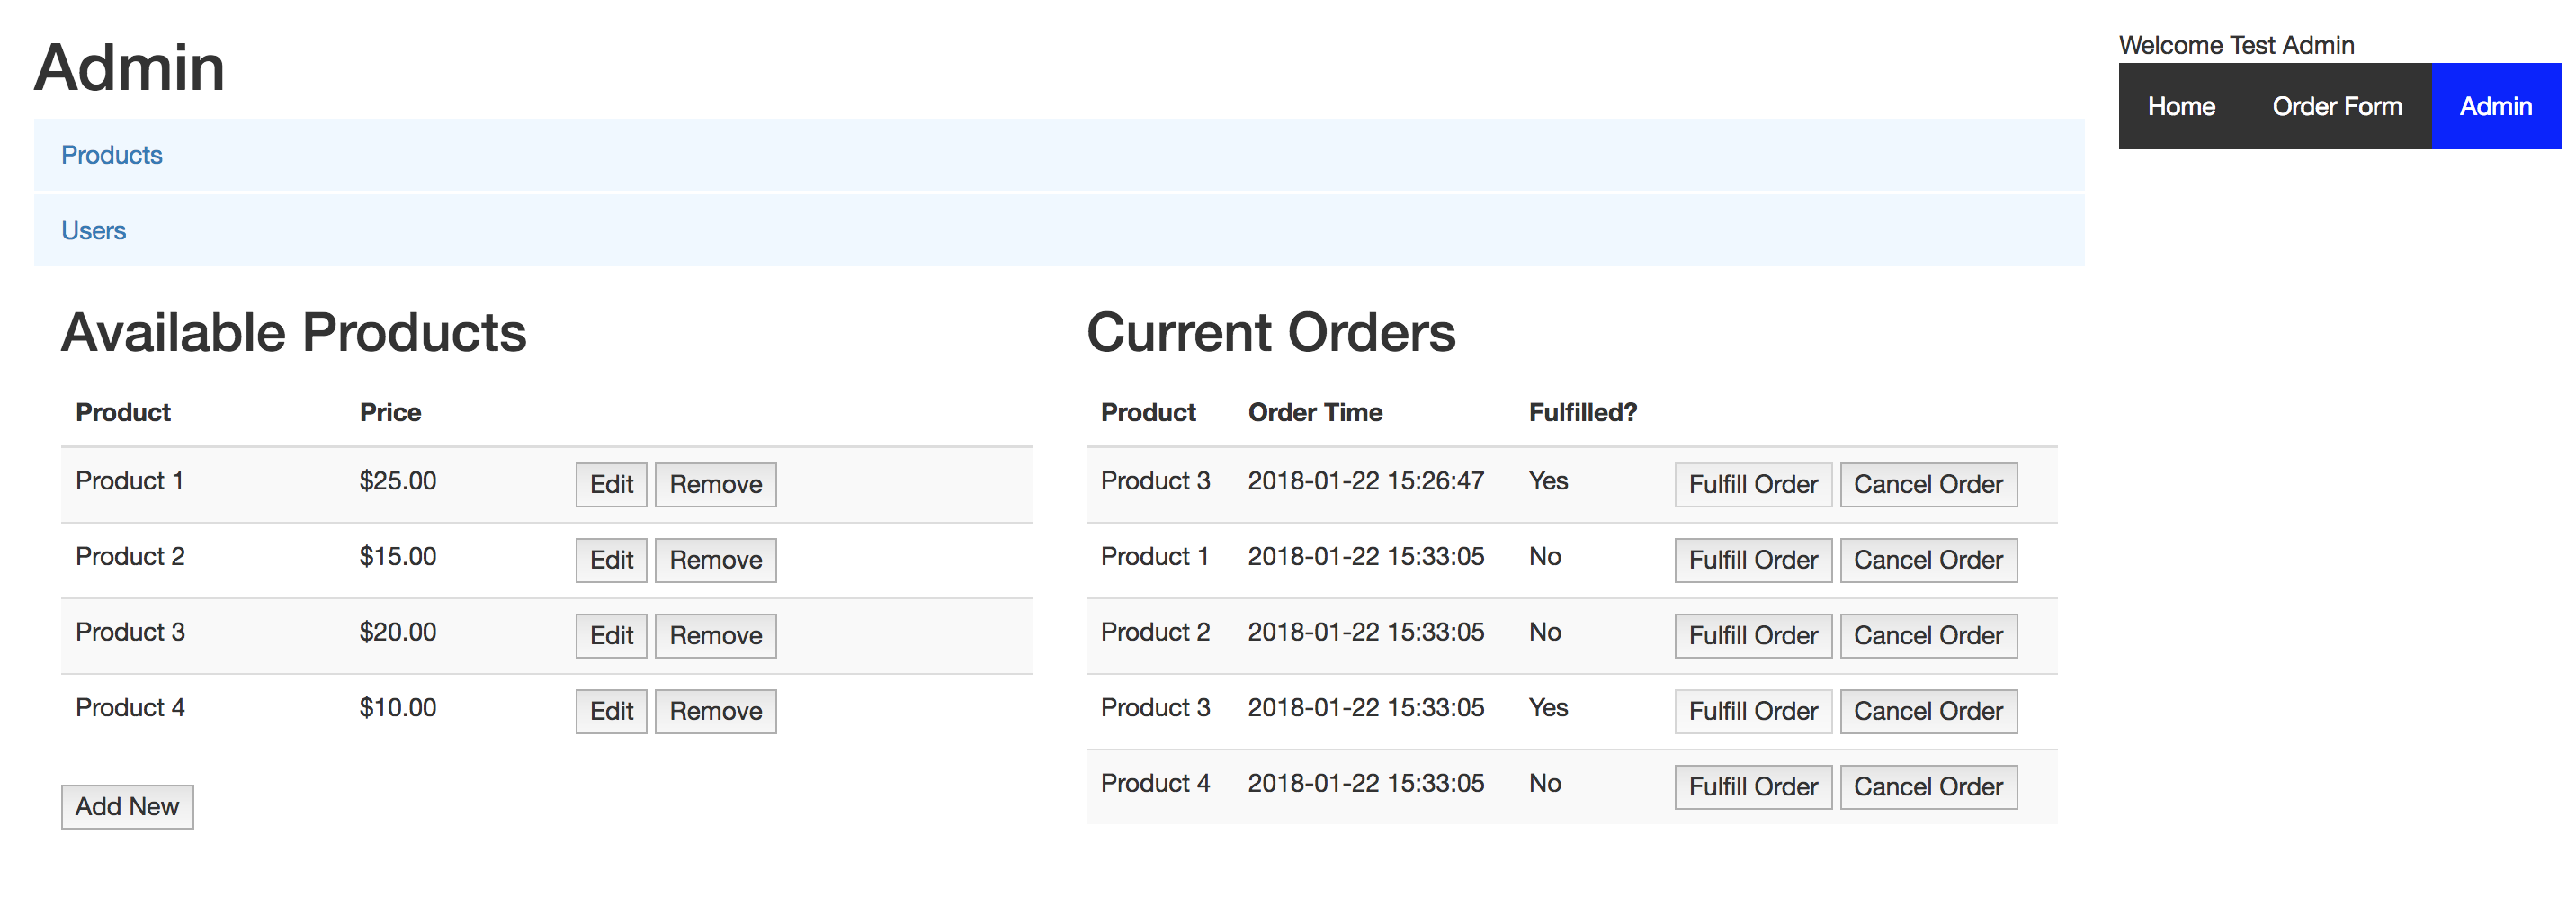 Admin
Welcome Test Admin
Home Order Form Admin
Products
Users
Available Products
Product Price
Product 1 $25.00 Edit Remove
Product 2 $15.00 Edit Remove
Product 3 $20.00 Edit Remove
Product 4 $10.00 Edit Remove
Add New
Current Orders
Product Order Time Fulfilled?
Product 3 2018-01-22 15:26:47 Yes Fulfill Order Cancel Order
Product 1 2018-01-22 15:33:05 No Fulfill Order Cancel Order
Product 2 2018-01-22 15:33:05 No Fulfill Order Cancel Order
Product 3 2018-01-22 15:33:05 Yes Fulfill Order Cancel Order
Product 4 2018-01-22 15:33:05 No Fulfill Order Cancel Order